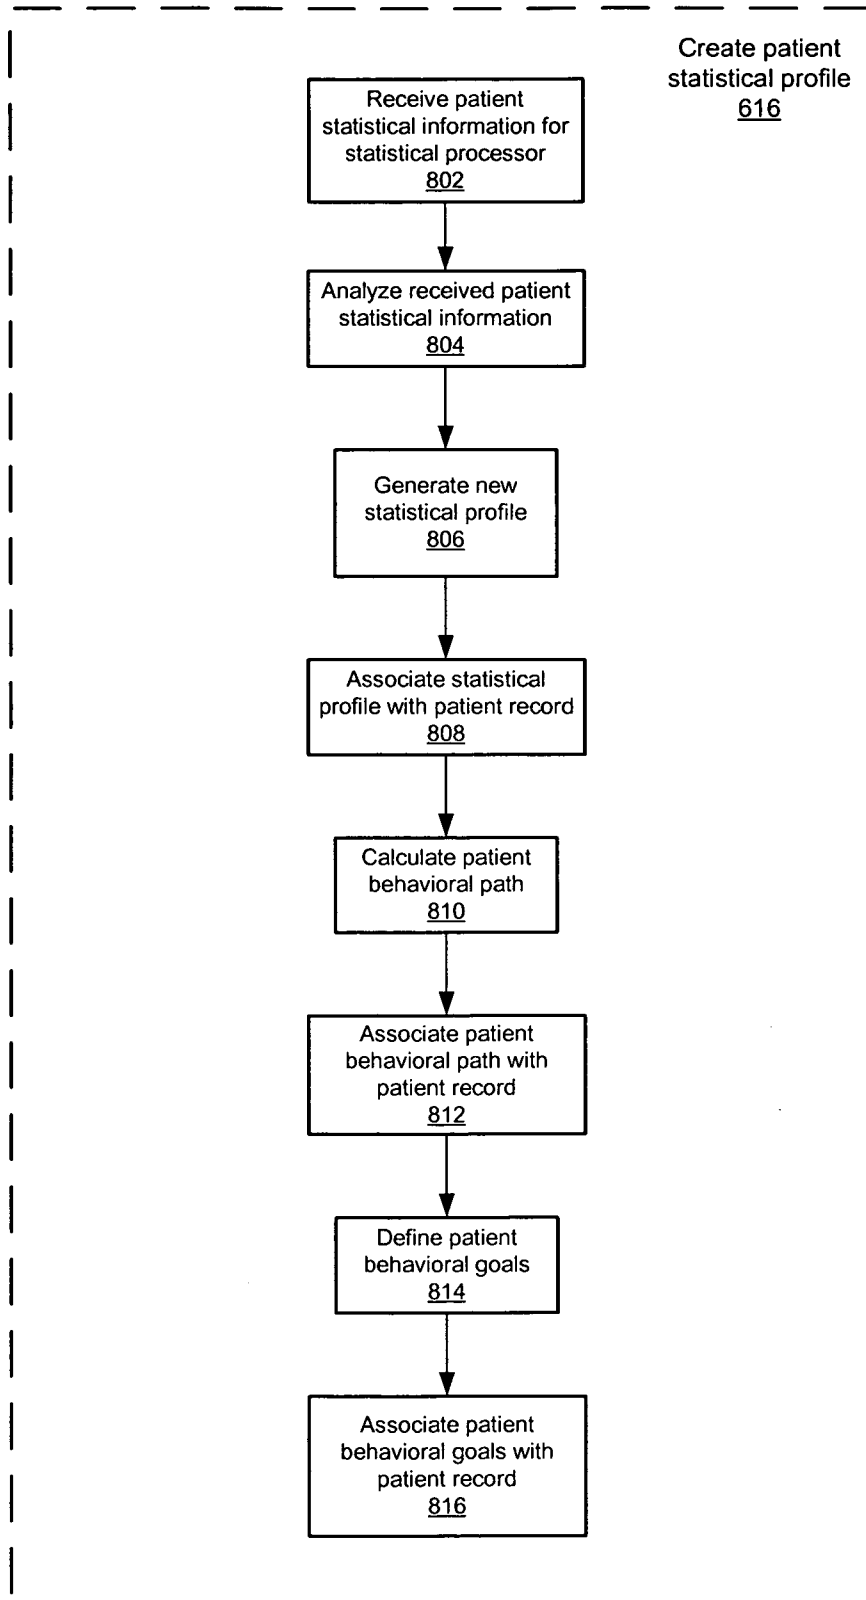 Create patient
statistical profile
616
Receive patient
statistical information for
statistical processor
802
Analyze received patient
statistical information
804
Generate new
statistical profile
806
Associate statistical
profile with patient record
808
Calculate patient
behavioral path
810
Associate patient
behavioral path with
patient record
812
Define patient
behavioral goals
814
Associate patient
behavioral goals with
patient record
816